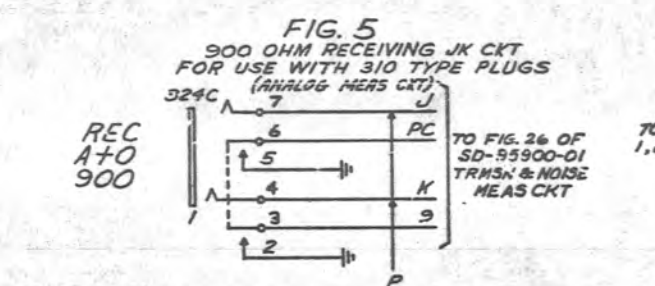 FIG. 5
900 OHM RECEIVING JK CKT
FOR USE WITH 310 TYPE PLUGS
(ANALOG MEAS CKT)
324C
7
J
REC
A+O
900
6
PC
5
4
K
3
9
2
1
P
TO FIG. 26 OF
SD-95900-01
TRMSN & NOISE
MEAS CKT
TO
1,